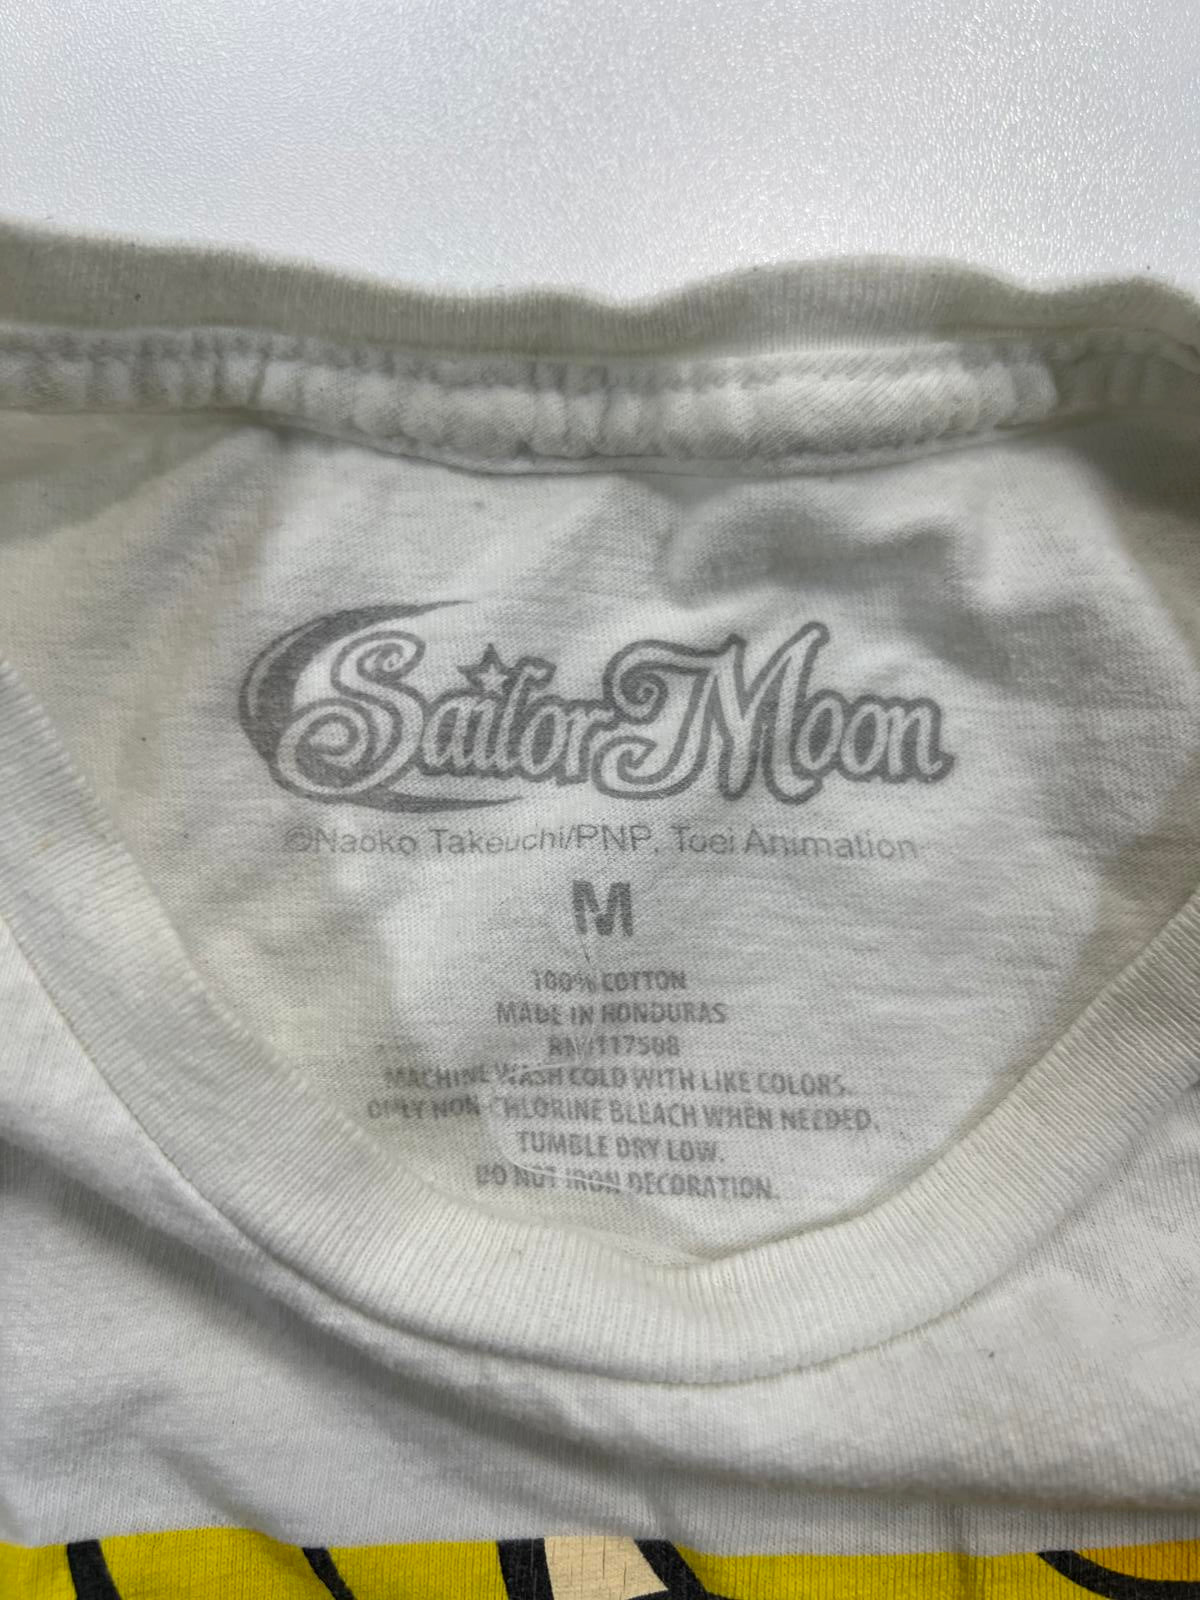 Sailor Moon
©Naoko Takeuchi/PNP, Toei Animation
M
100% COTTON
MADE IN HONDURAS
RN#117508
MACHINE WASH COLD WITH LIKE COLORS.
ONLY NON-CHLORINE BLEACH WHEN NEEDED.
TUMBLE DRY LOW.
DO NOT IRON DECORATION.